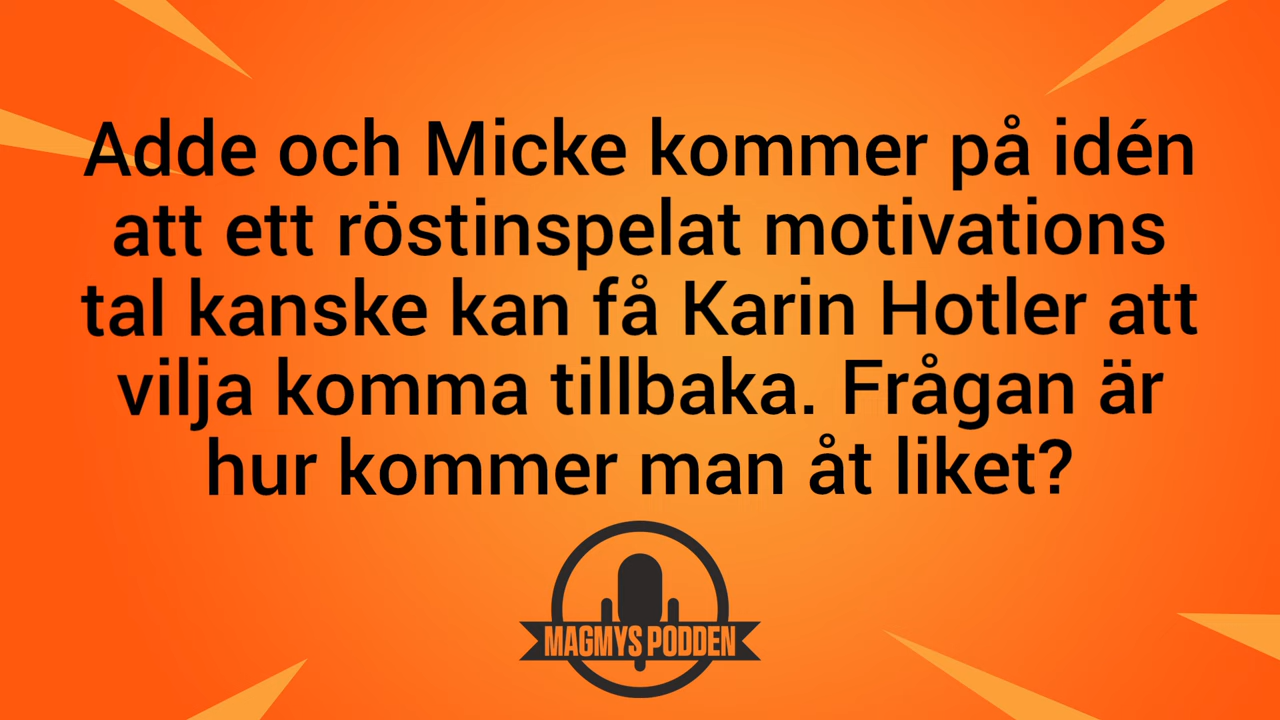 Adde och Micke kommer på idén
att ett röstinspelat motivations
tal kanske kan få Karin Hotler att
vilja komma tillbaka. Frågan är
hur kommer man åt liket?
MAGMYS PODDEN